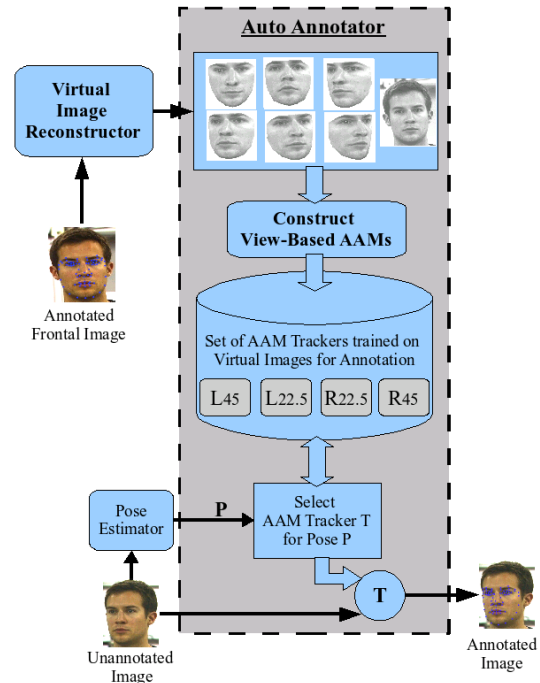 Auto Annotator
Virtual
Image
Reconstructor
Construct
View-Based AAMs
Annotated
Frontal Image
Set of AAM Trackers trained on
Virtual Images for Annotation
L45
L22.5
R22.5
R45
Pose
Estimator
P
Select
AAM Tracker T
for Pose P
T
Unannotated
Image
Annotated
Image